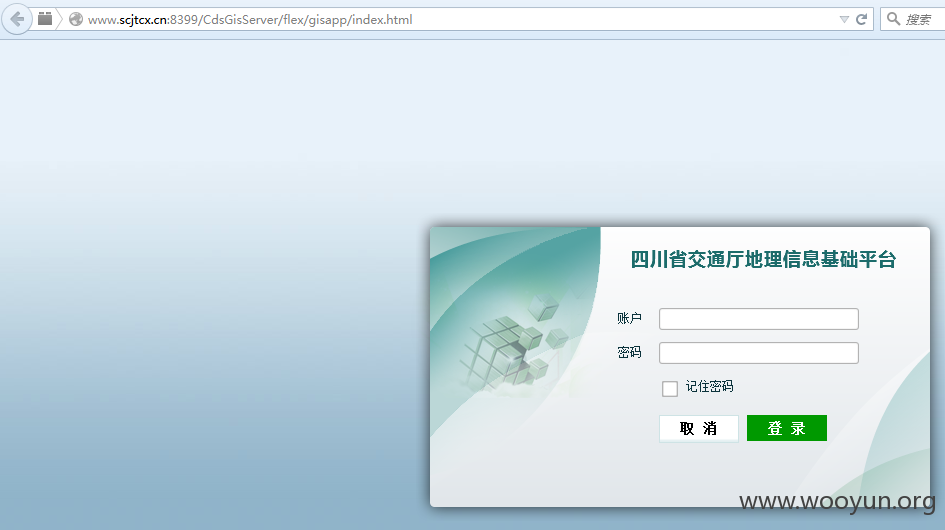 www.scjtcx.cn:8399/CdsGisServer/flex/gisapp/index.html
搜索
四川省交通厅地理信息基础平台
账户
密码
记住密码
取 消 登 录
www.wooyun.org